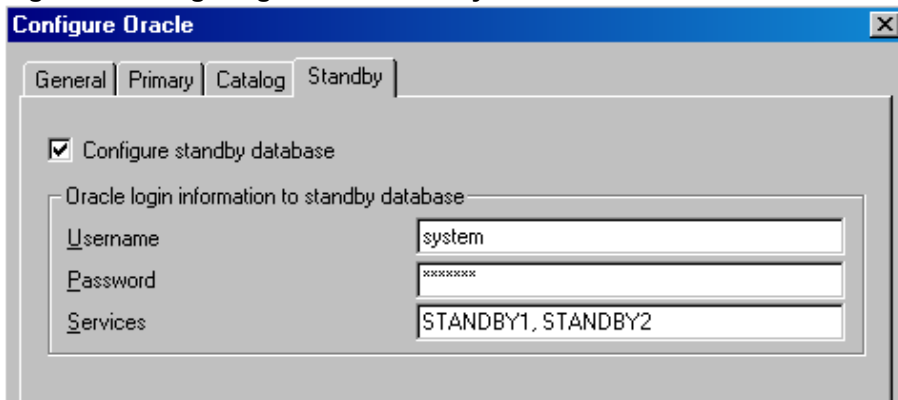 Configure Oracle
General Primary Catalog Standby
Configure standby database
Oracle login information to standby database
Username system
Password *******
Services STANDBY1, STANDBY2